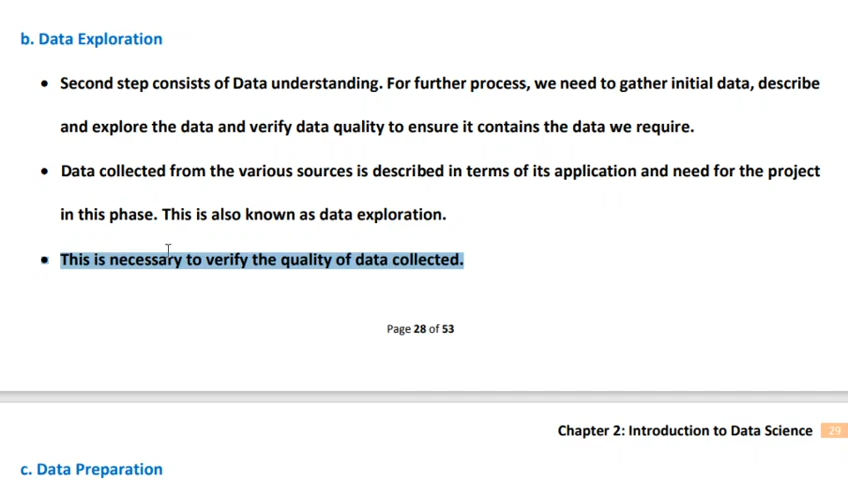 b. Data Exploration
• Second step consists of Data understanding. For further process, we need to gather initial data, describe
and explore the data and verify data quality to ensure it contains the data we require.
• Data collected from the various sources is described in terms of its application and need for the project
in this phase. This is also known as data exploration.
• This is necessary to verify the quality of data collected.
Page 28 of 53
Chapter 2: Introduction to Data Science 29
c. Data Preparation